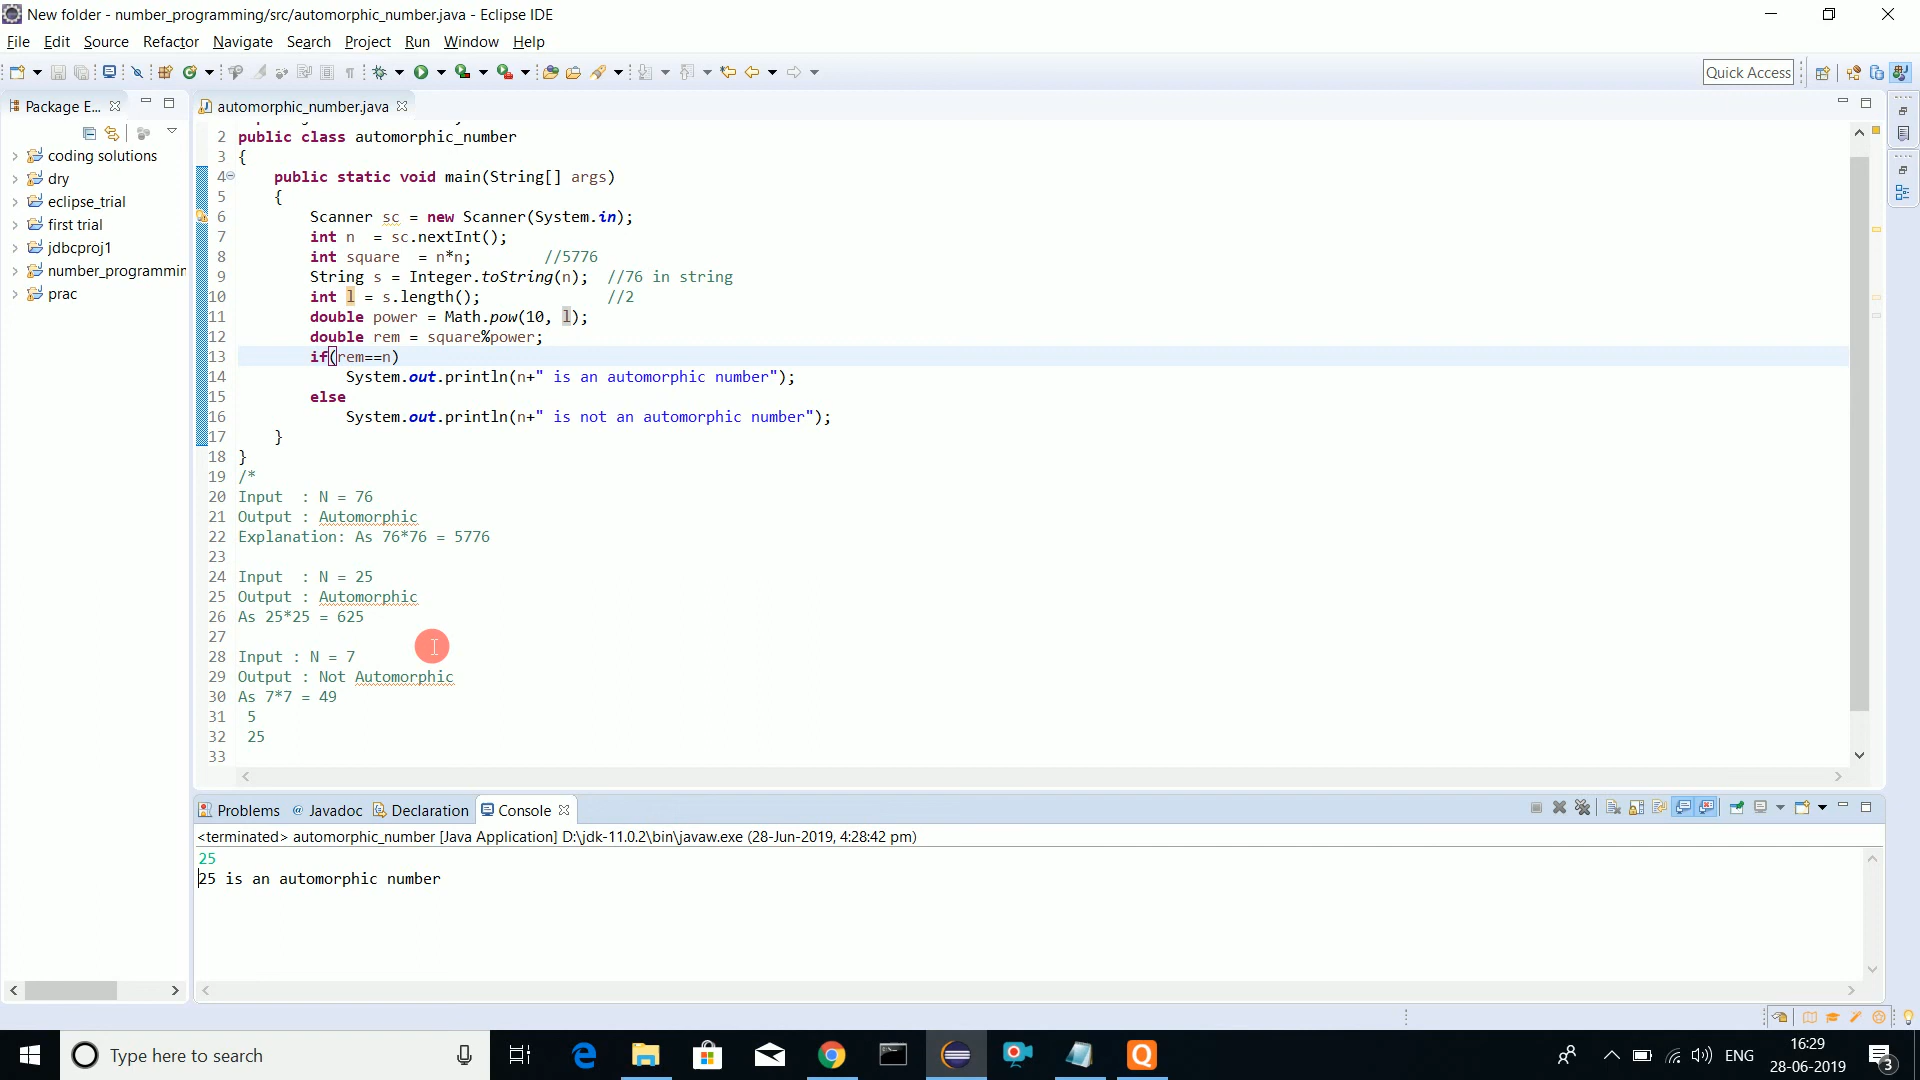 New folder - number_programming/src/automorphic_number.java - Eclipse IDE
File Edit Source Refactor Navigate Search Project Run Window Help
Quick Access
Package E...
automorphic_number.java
coding solutions
dry
eclipse_trial
first trial
jdbcproj1
number_programmin
prac
2 public class automorphic_number
3 {
4 public static void main(String[] args)
5 {
6 Scanner sc = new Scanner(System.in);
7 int n = sc.nextInt();
8 int square = n*n; //5776
9 String s = Integer.toString(n); //76 in string
10 int l = s.length(); //2
11 double power = Math.pow(10, l);
12 double rem = square%power;
13 if(rem==n)
14 System.out.println(n+" is an automorphic number");
15 else
16 System.out.println(n+" is not an automorphic number");
17 }
18 }
19 /*
20 Input : N = 76
21 Output : Automorphic
22 Explanation: As 76*76 = 5776
23
24 Input : N = 25
25 Output : Automorphic
26 As 25*25 = 625
27
28 Input : N = 7
29 Output : Not Automorphic
30 As 7*7 = 49
31 5
32 25
33
Problems @ Javadoc Declaration Console
<terminated> automorphic_number [Java Application] D:\jdk-11.0.2\bin\javaw.exe (28-Jun-2019, 4:28:42 pm)
25
25 is an automorphic number
Type here to search
ENG
16:29
28-06-2019
3